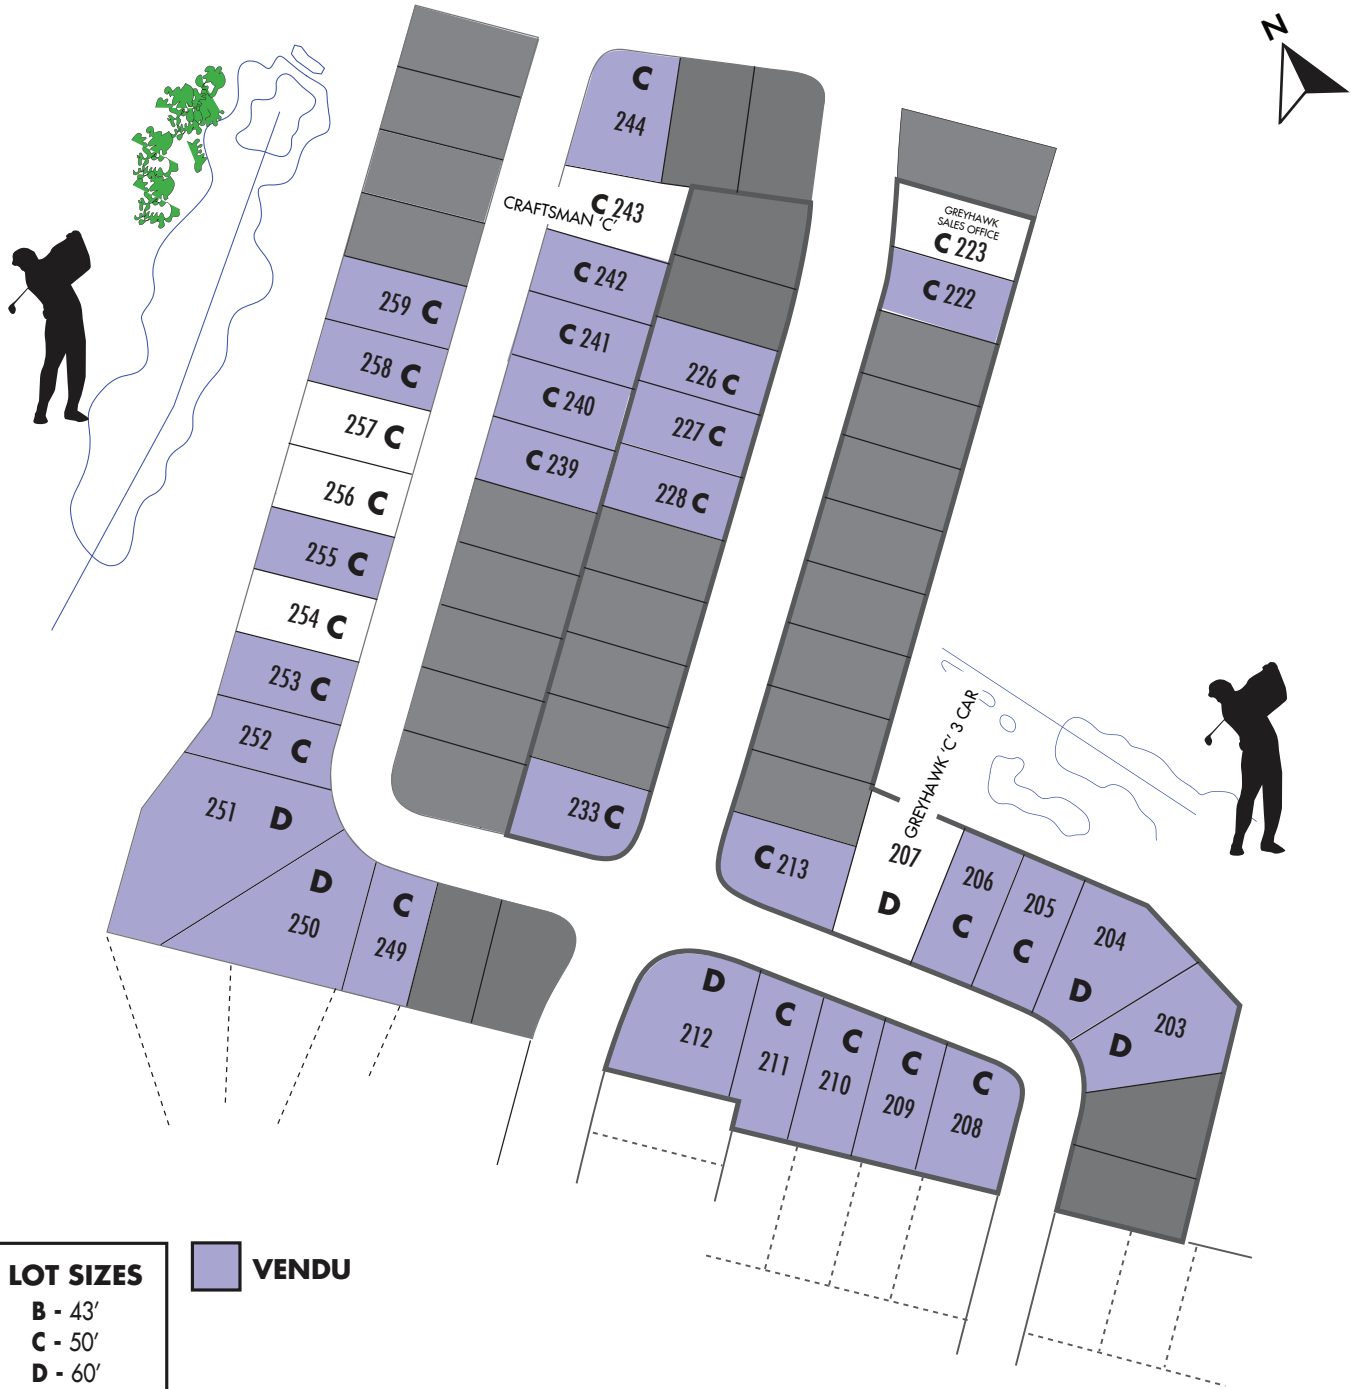 N
C
244
C 243
CRAFTSMAN 'C'
C 242
C 241
C 240
C 239
259 C
258 C
257 C
256 C
255 C
254 C
253 C
252 C
251 D
D
250
C
249
226 C
227 C
228 C
233 C
GREYHAWK
SALES OFFICE
C 223
C 222
C 213
GREYHAWK 'C' 3 CAR
207
D
206
C
205
C
204
D
203
D
D
212
C
211
C
210
C
209
C
208
VENDU
LOT SIZES
B - 43'
C - 50'
D - 60'